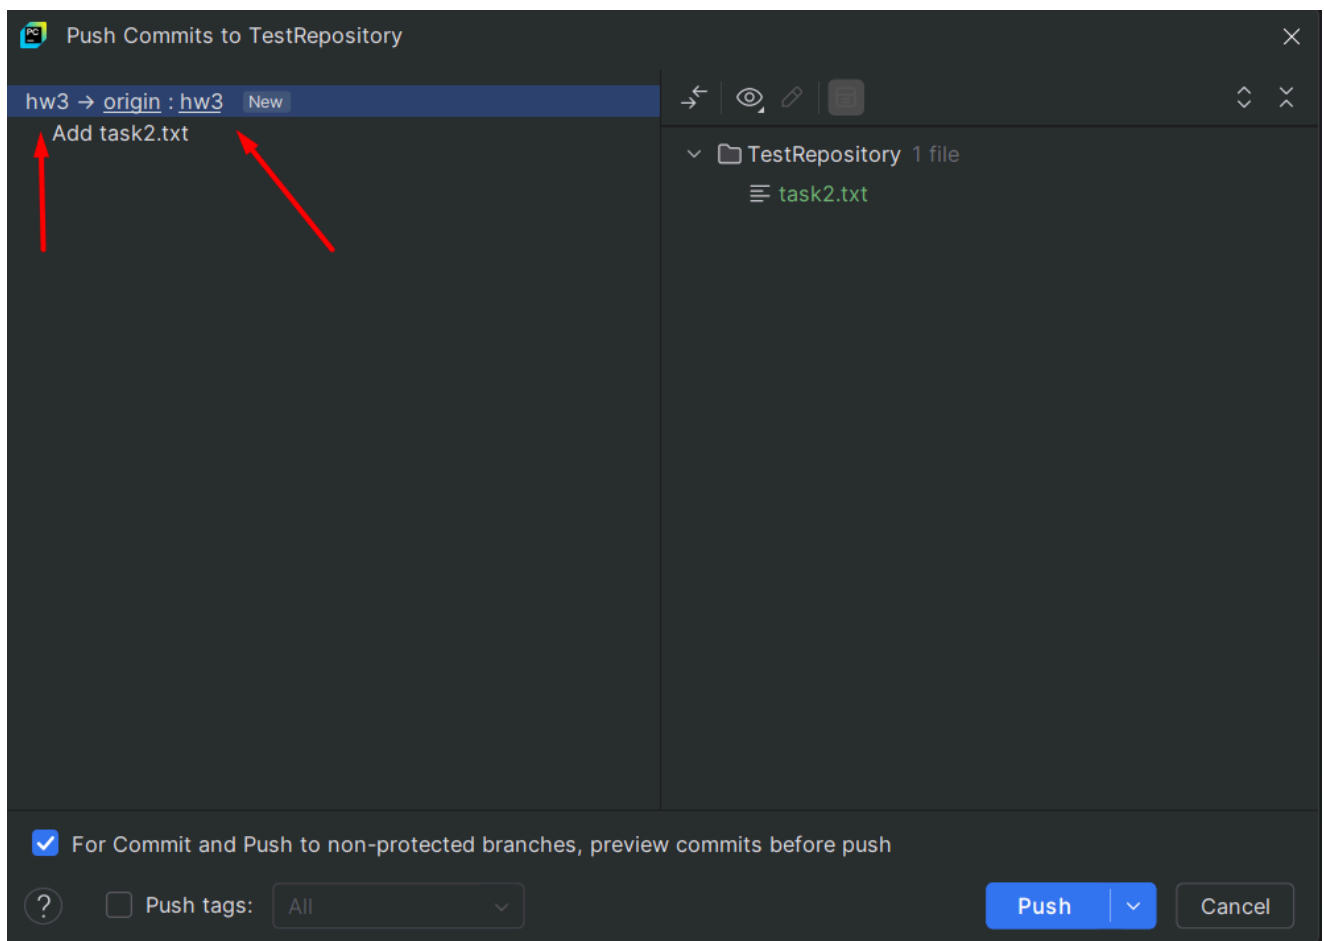 PC
Push Commits to TestRepository
hw3 → origin : hw3 New
Add task2.txt
TestRepository 1 file
task2.txt
For Commit and Push to non-protected branches, preview commits before push
? Push tags: All
Push
Cancel